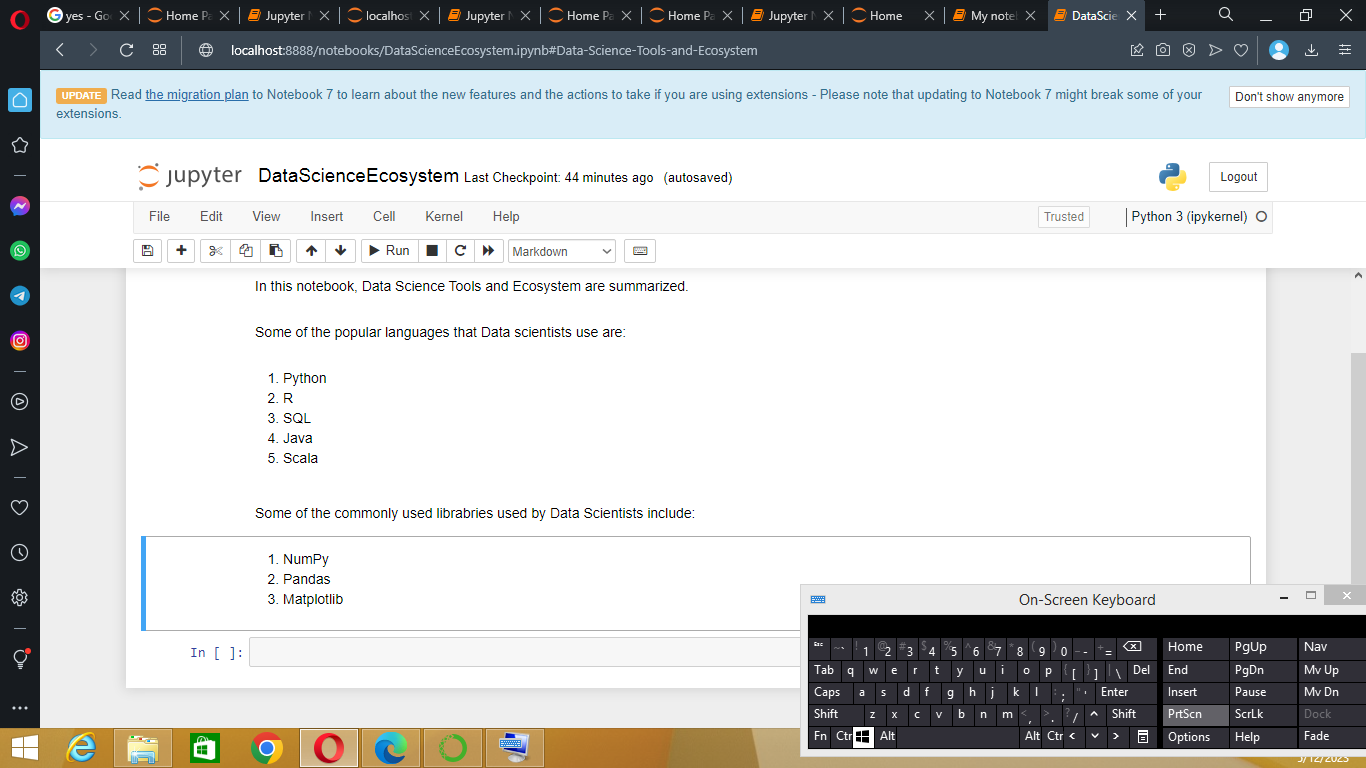 yes - Goo
Home Pa
Jupyter N
localhost
Jupyter N
Home Pa
Home Pa
Jupyter N
Home
My noteb
DataScie
localhost:8888/notebooks/DataScienceEcosystem.ipynb#Data-Science-Tools-and-Ecosystem
UPDATE Read the migration plan to Notebook 7 to learn about the new features and the actions to take if you are using extensions - Please note that updating to Notebook 7 might break some of your
extensions.
Don't show anymore
jupyter DataScienceEcosystem Last Checkpoint: 44 minutes ago (autosaved)
Logout
File Edit View Insert Cell Kernel Help
Trusted
Python 3 (ipykernel)
Run
Markdown
In this notebook, Data Science Tools and Ecosystem are summarized.
Some of the popular languages that Data scientists use are:
1. Python
2. R
3. SQL
4. Java
5. Scala
Some of the commonly used librabries used by Data Scientists include:
1. NumPy
2. Pandas
3. Matplotlib
In [ ]:
On-Screen Keyboard
Esc ~ ` ! 1 @ 2 # 3 $ 4 % 5 ^ 6 & 7 * 8 ( 9 ) 0 _ - + = Home PgUp Nav
Tab q w e r t y u i o p { [ } ] | \ Del End PgDn Mv Up
Caps a s d f g h j k l : ; " ' Enter Insert Pause Mv Dn
Shift z x c v b n m < , > . ? / Shift PrtScn ScrLk Dock
Fn Ctr Alt Alt Ctr Options Help Fade